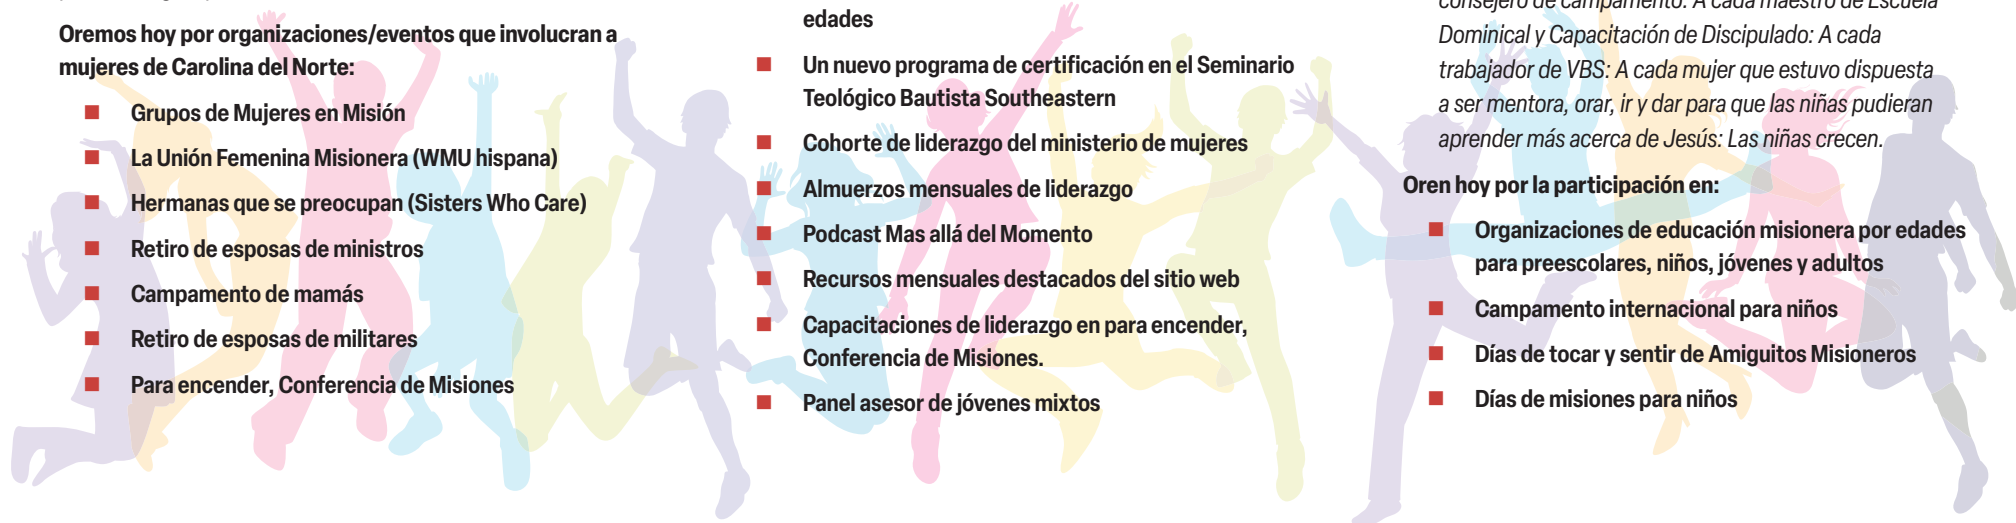 Oremos hoy por organizaciones/eventos que involucran a
mujeres de Carolina del Norte:
■ Grupos de Mujeres en Misión
■ La Unión Femenina Misionera (WMU hispana)
■ Hermanas que se preocupan (Sisters Who Care)
■ Retiro de esposas de ministros
■ Campamento de mamás
■ Retiro de esposas de militares
■ Para encender, Conferencia de Misiones
edades
■ Un nuevo programa de certificación en el Seminario
Teológico Bautista Southeastern
■ Cohorte de liderazgo del ministerio de mujeres
■ Almuerzos mensuales de liderazgo
■ Podcast Mas allá del Momento
■ Recursos mensuales destacados del sitio web
■ Capacitaciones de liderazgo en para encender,
Conferencia de Misiones.
■ Panel asesor de jóvenes mixtos
consejero de campamento: A cada maestro de Escuela
Dominical y Capacitación de Discipulado: A cada
trabajador de VBS: A cada mujer que estuvo dispuesta
a ser mentora, orar, ir y dar para que las niñas pudieran
aprender más acerca de Jesús: Las niñas crecen.
Oren hoy por la participación en:
■ Organizaciones de educación misionera por edades
para preescolares, niños, jóvenes y adultos
■ Campamento internacional para niños
■ Días de tocar y sentir de Amiguitos Misioneros
■ Días de misiones para niños